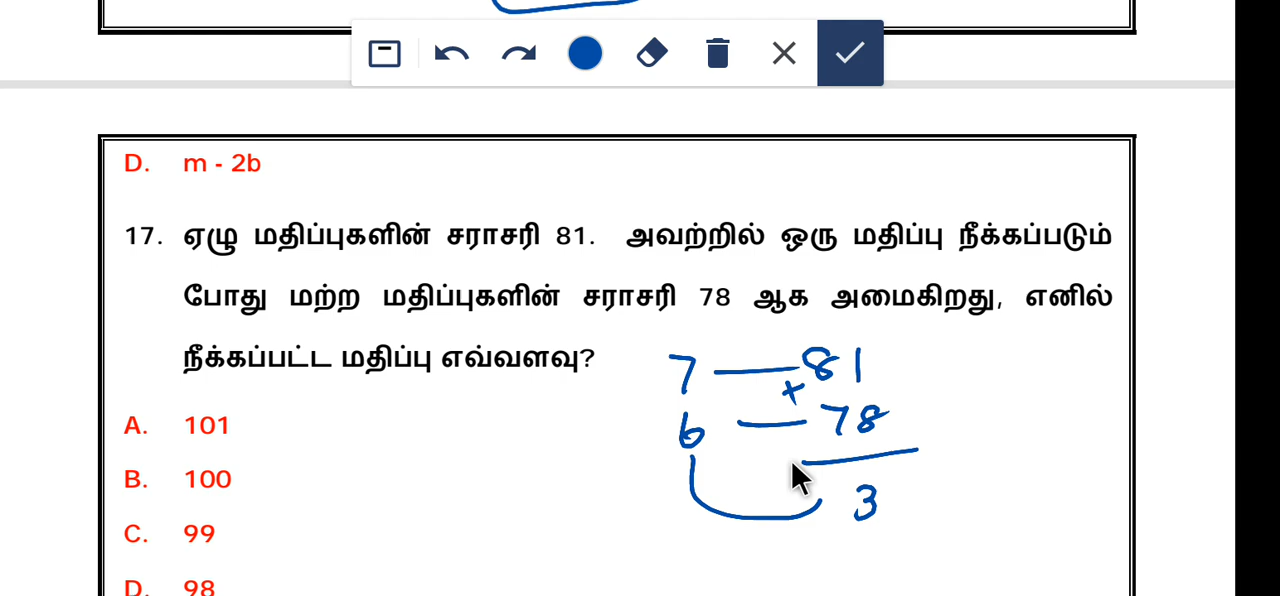 D. m - 2b
17. ஏழு மதிப்புகளின் சராசரி 81. அவற்றில் ஒரு மதிப்பு நீக்கப்படும்
போது மற்ற மதிப்புகளின் சராசரி 78 ஆக அமைகிறது, எனில்
நீக்கப்பட்ட மதிப்பு எவ்வளவு?
7 — 81
+
6 — 78
3
A. 101
B. 100
C. 99
D. 98